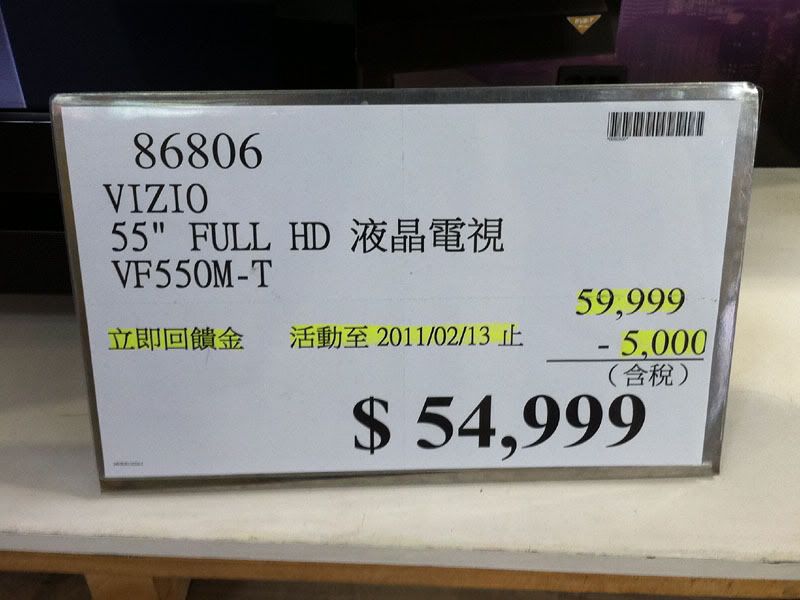 86806
VIZIO
55" FULL HD 液晶電視
VF550M-T
59,999
立即回饋金 活動至 2011/02/13 止 - 5,000
(含稅)
$ 54,999